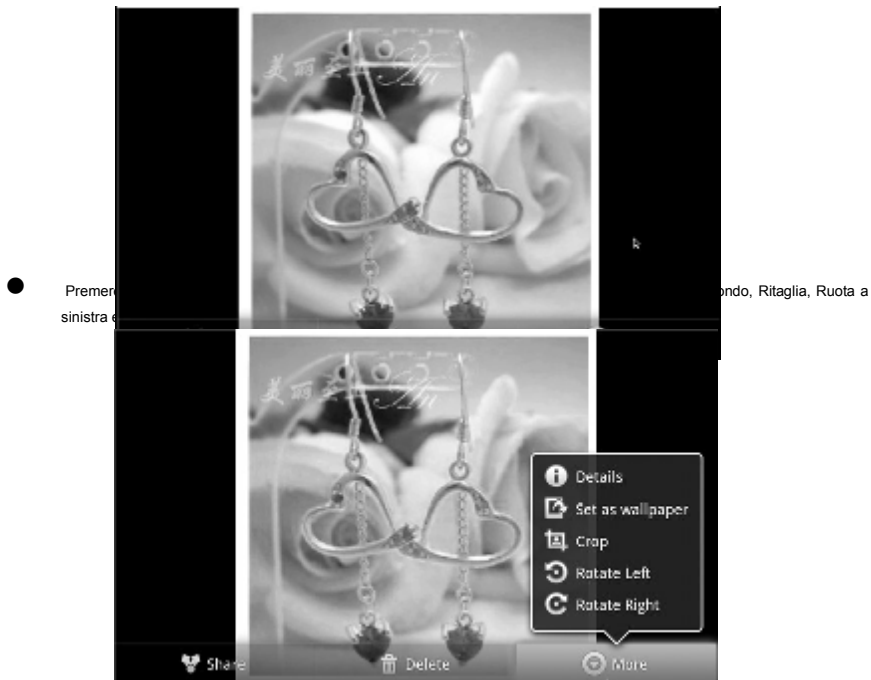 Premer ondo, Ritaglia, Ruota a
sinistra e
Details
Set as wallpaper
Crop
Rotate Left
Rotate Right
Share
Delete
More